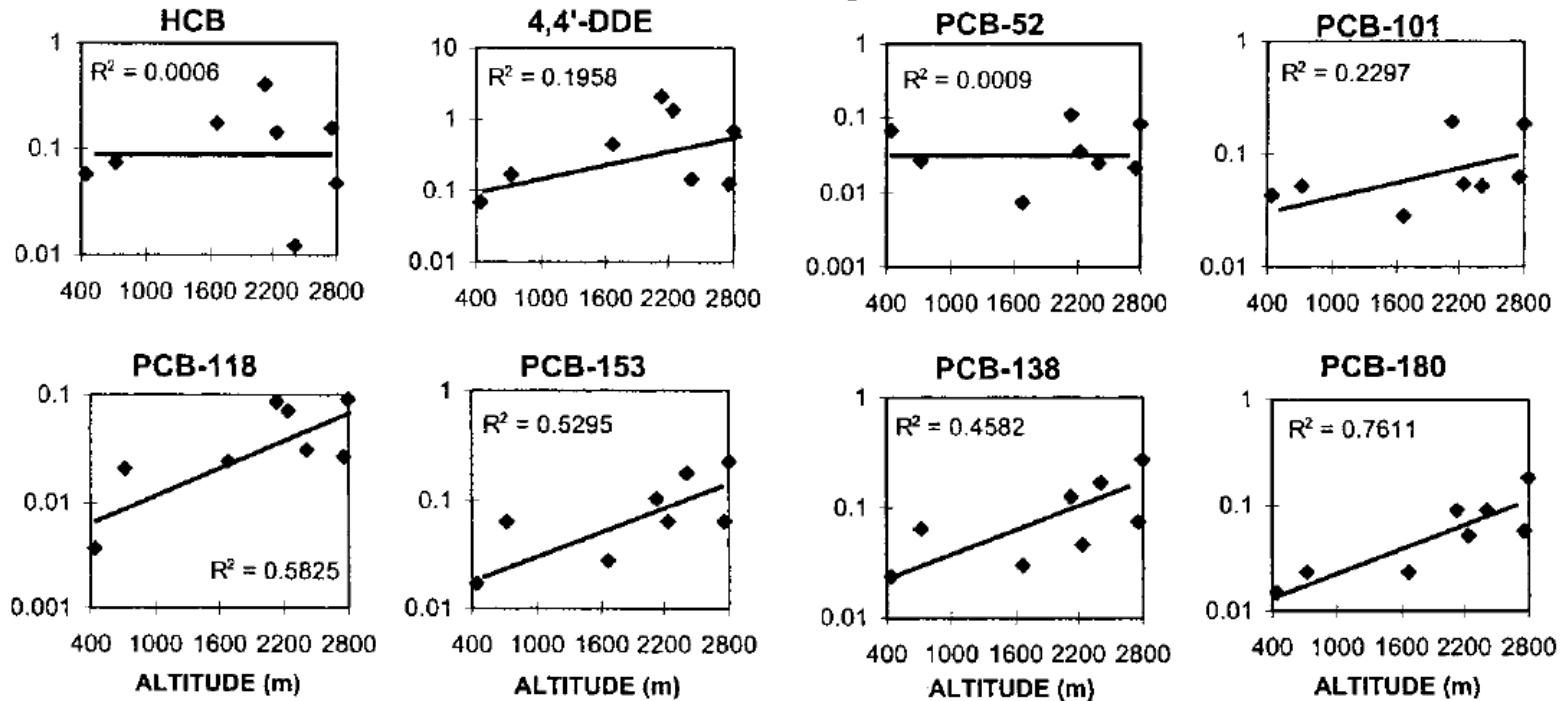 HCB
1
R² = 0.0006
0.1
0.01
400 1000 1600 2200 2800
4,4'-DDE
10
R² = 0.1958
1
0.1
0.01
400 1000 1600 2200 2800
PCB-52
1
R² = 0.0009
0.1
0.01
0.001
400 1000 1600 2200 2800
PCB-101
1
R² = 0.2297
0.1
0.01
400 1000 1600 2200 2800
PCB-118
0.1
0.01
R² = 0.5825
0.001
400 1000 1600 2200 2800
ALTITUDE (m)
PCB-153
1
R² = 0.5295
0.1
0.01
400 1000 1600 2200 2800
ALTITUDE (m)
PCB-138
1
R² = 0.4582
0.1
0.01
400 1000 1600 2200 2800
ALTITUDE (m)
PCB-180
1
R² = 0.7611
0.1
0.01
400 1000 1600 2200 2800
ALTITUDE (m)